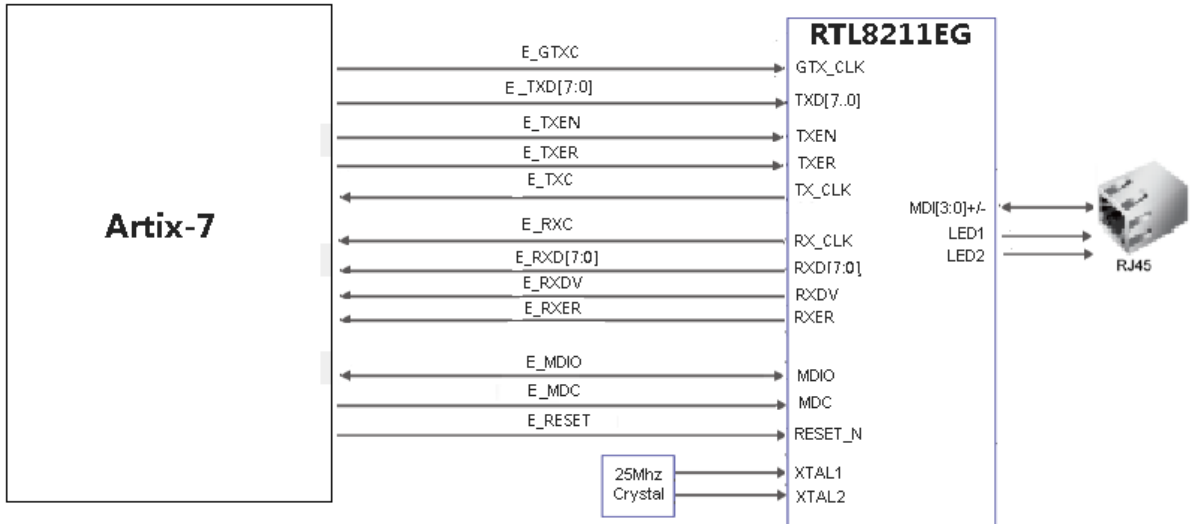 RTL8211EG
E_GTXC
GTX_CLK
E_TXD[7:0]
TXD[7..0]
E_TXEN
TXEN
E_TXER
TXER
E_TXC
TX_CLK
Artix-7
MDI[3:0]+/-
E_RXC
LED1
RX_CLK
E_RXD[7:0]
LED2
RXD[7:0]
RJ45
E_RXDV
RXDV
E_RXER
RXER
E_MDIO
MDIO
E_MDC
MDC
E_RESET
RESET_N
25Mhz
Crystal
XTAL1
XTAL2